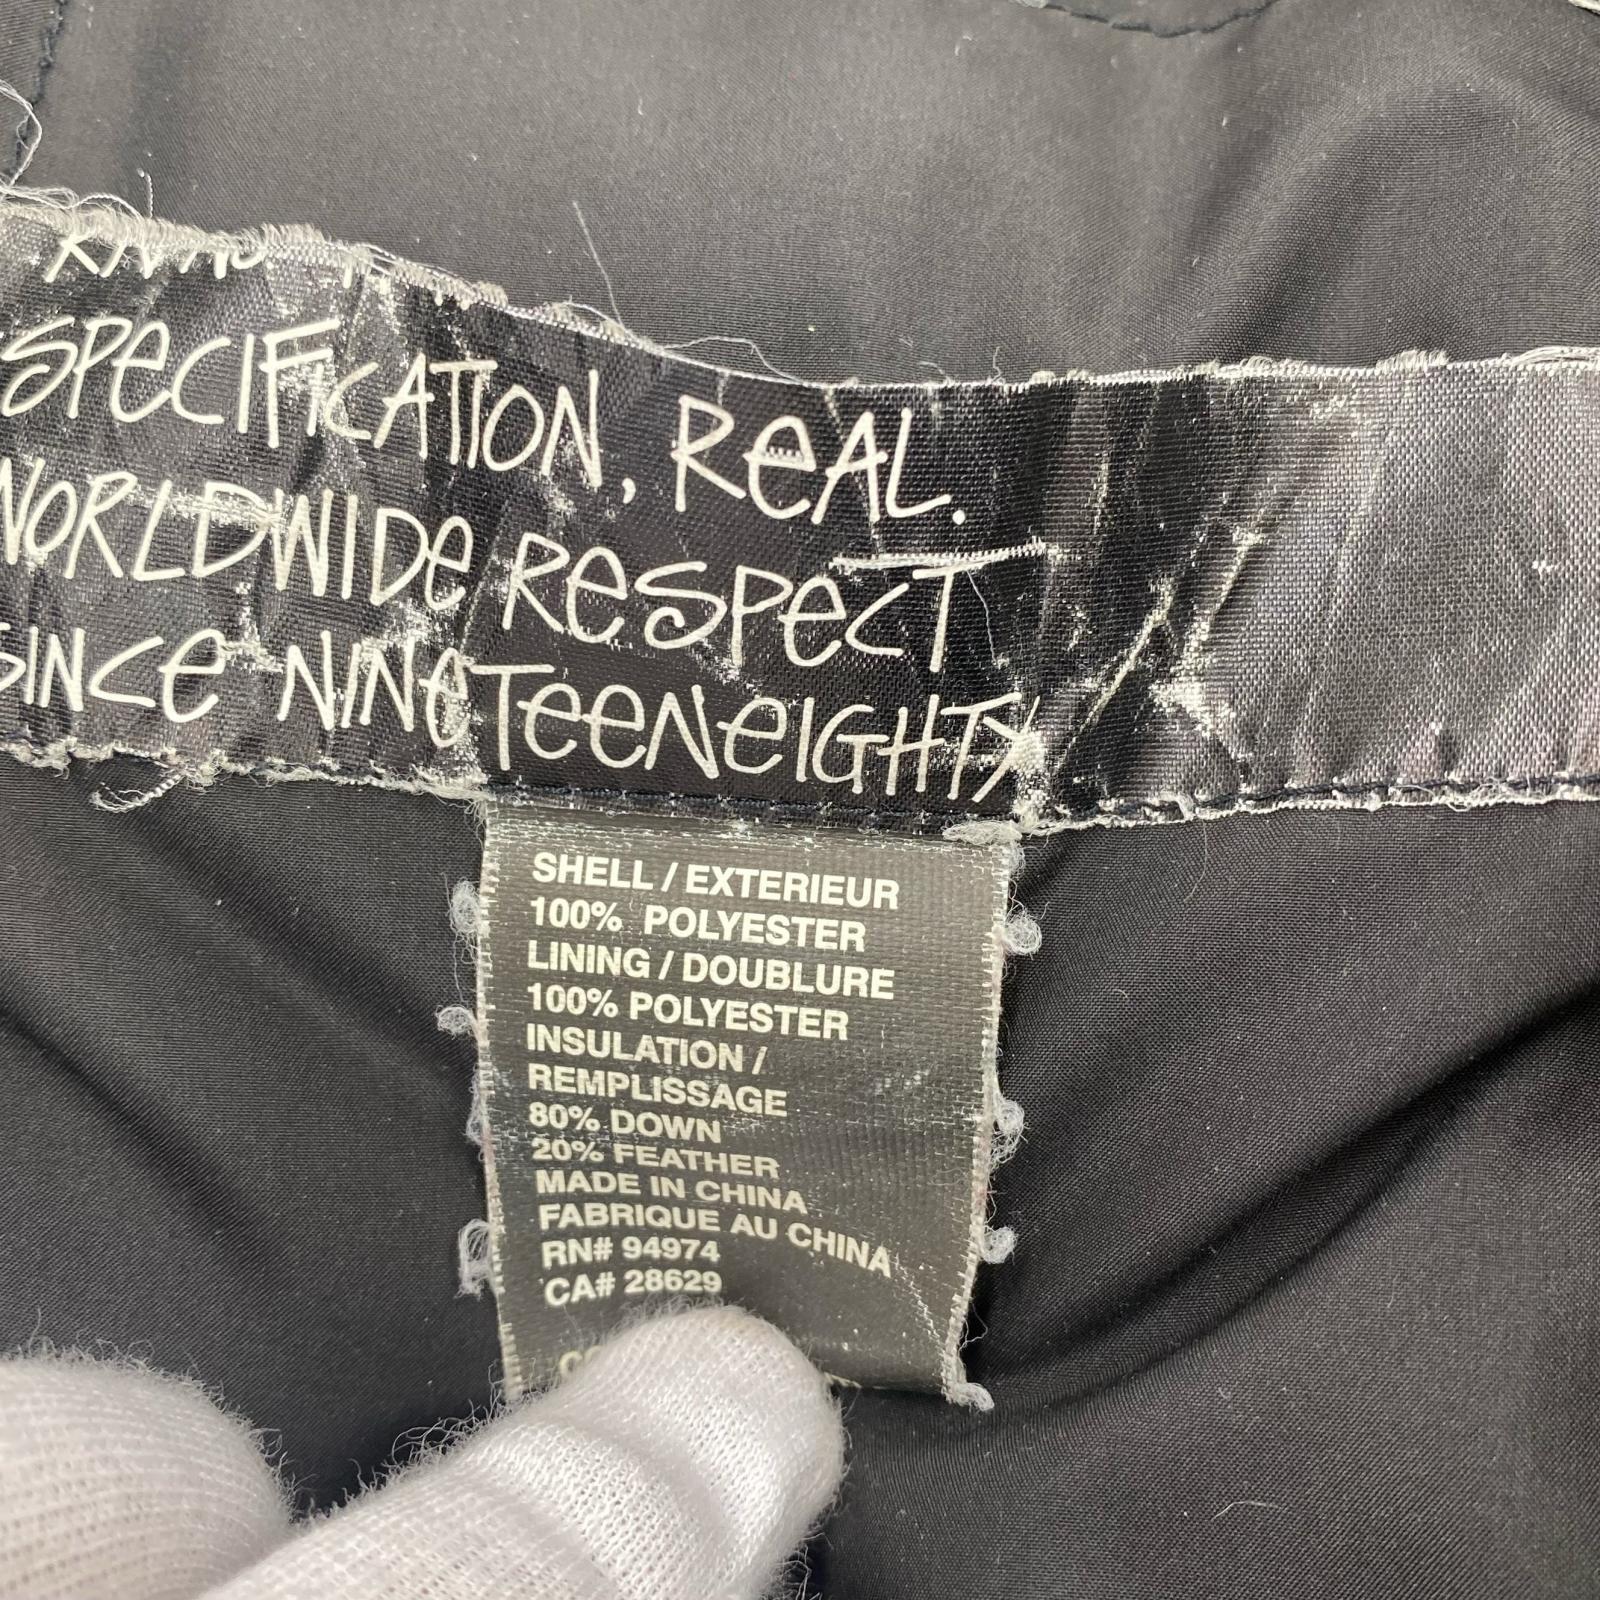 SPECIFICATION, REAL.
WORLDWIDE RESPECT
SINCE NINETEENEIGHTY
SHELL / EXTERIEUR
100% POLYESTER
LINING / DOUBLURE
100% POLYESTER
INSULATION /
REMPLISSAGE
80% DOWN
20% FEATHER
MADE IN CHINA
FABRIQUE AU CHINA
RN# 94974
CA# 28629